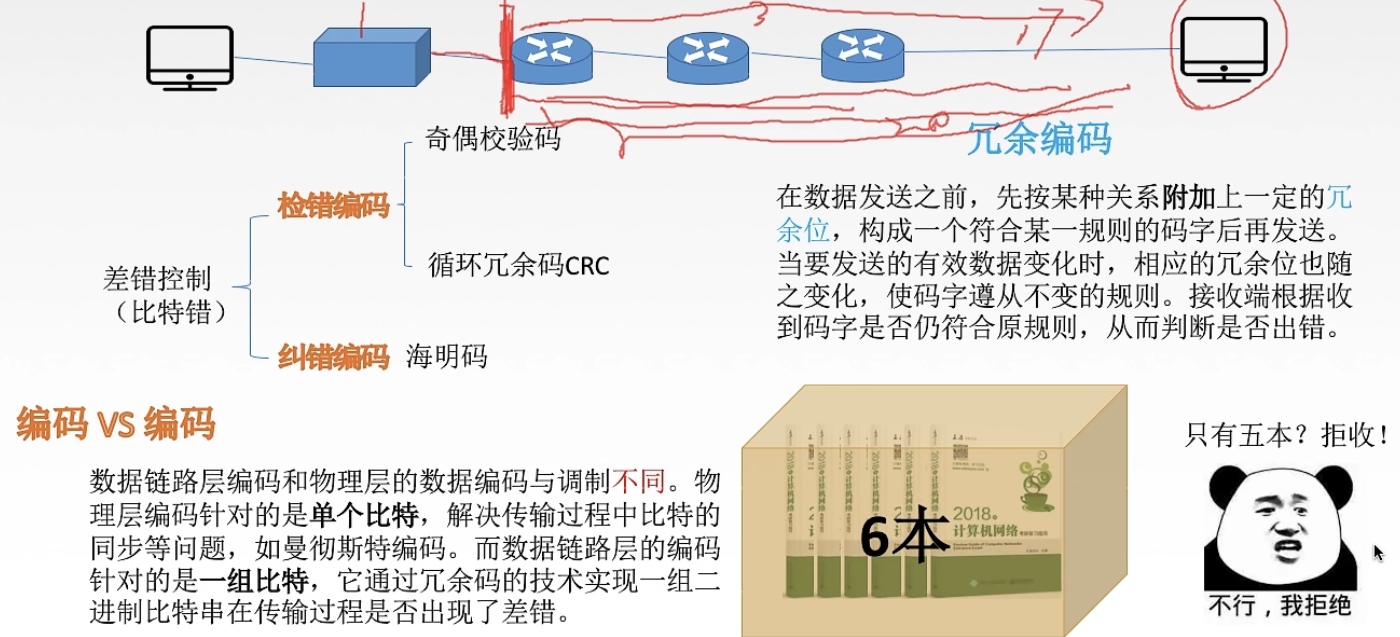 奇偶校验码
冗余编码
检错编码
在数据发送之前，先按某种关系附加上一定的冗
余位，构成一个符合某一规则的码字后再发送。
当要发送的有效数据变化时，相应的冗余位也随
之变化，使码字遵从不变的规则。接收端根据收
到码字是否仍符合原规则，从而判断是否出错。
循环冗余码CRC
差错控制
（比特错）
纠错编码 海明码
编码 VS 编码
数据链路层编码和物理层的数据编码与调制不同。物
理层编码针对的是单个比特，解决传输过程中比特的
同步等问题，如曼彻斯特编码。而数据链路层的编码
针对的是一组比特，它通过冗余码的技术实现一组二
进制比特串在传输过程是否出现了差错。
6本
2018年
计算机网络
只有五本？拒收！
不行，我拒绝